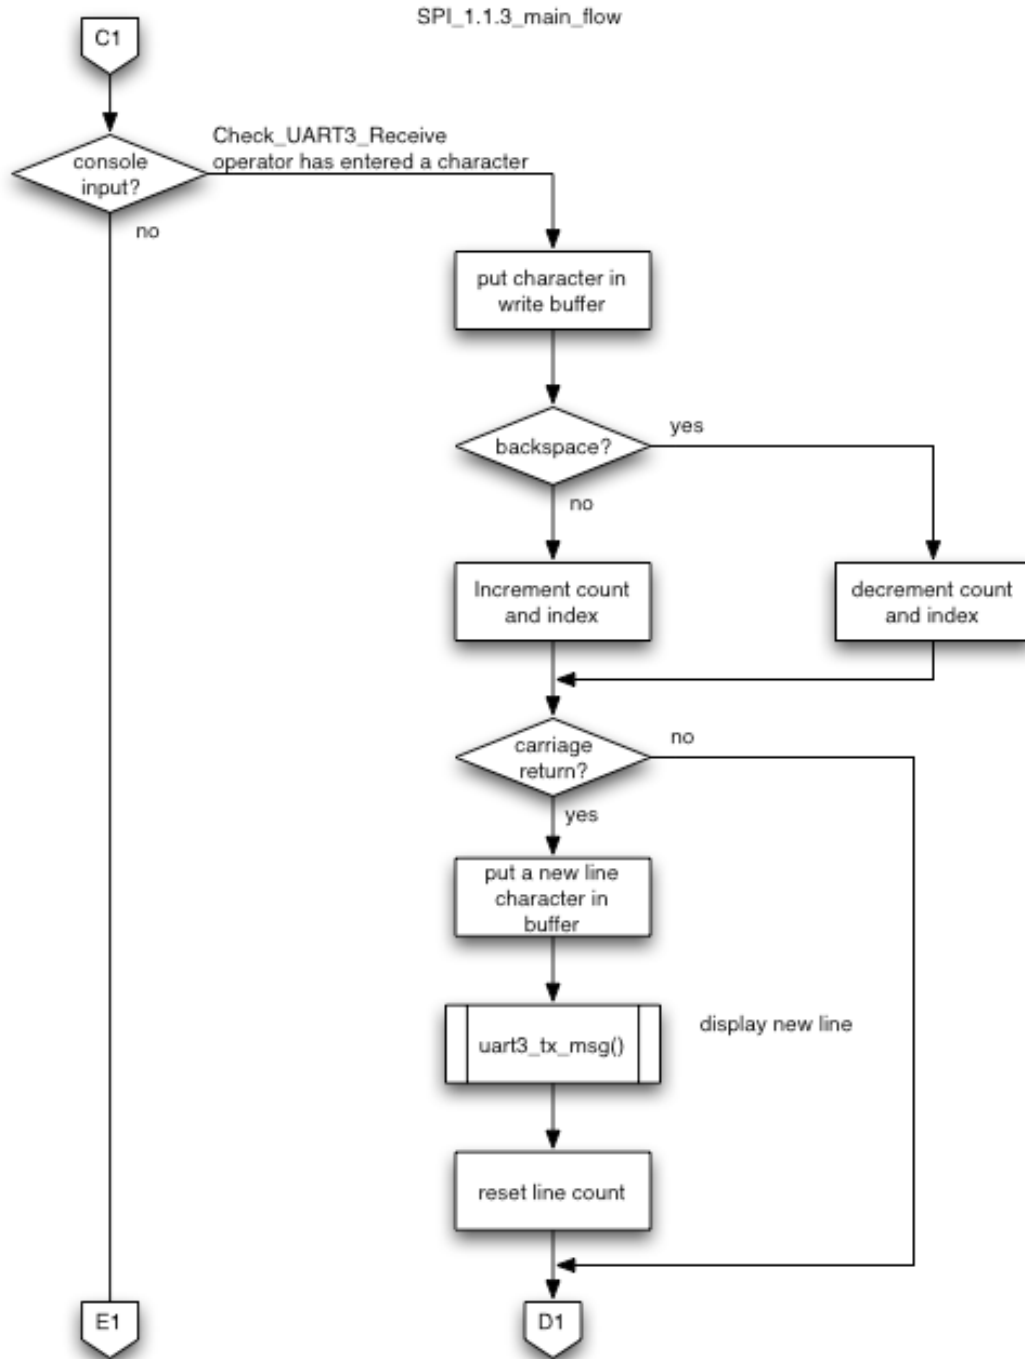 SPI_1.1.3_main_flow
C1
console
input?
Check_UART3_Receive
operator has entered a character
no
put character in
write buffer
backspace?
yes
no
Increment count
and index
decrement count
and index
carriage
return?
no
yes
put a new line
character in
buffer
uart3_tx_msg()
display new line
reset line count
E1
D1